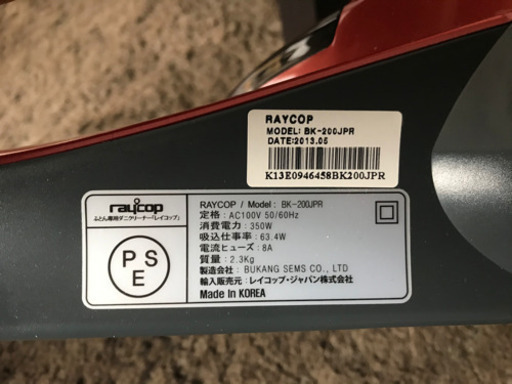 RAYCOP
MODEL: BK-200JPR
DATE:2013.05
K13E0946458BK200JPR
raycop
ふとん専用ダニクリーナー「レイコップ」
PSE
RAYCOP / Model : BK-200JPR
定格 : AC100V 50/60Hz
消費電力 : 350W
吸込仕事率 : 63.4W
電流ヒューズ : 8A
質量 : 2.3Kg
製造会社 : BUKANG SEMS CO., LTD
輸入販売元 : レイコップ・ジャパン株式会社
Made In KOREA